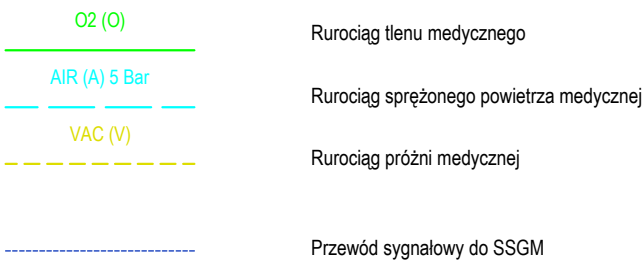 O2 (O)
Rurociąg tlenu medycznego
AIR (A) 5 Bar
Rurociąg sprężonego powietrza medycznej
VAC (V)
Rurociąg próżni medycznej
Przewód sygnałowy do SSGM